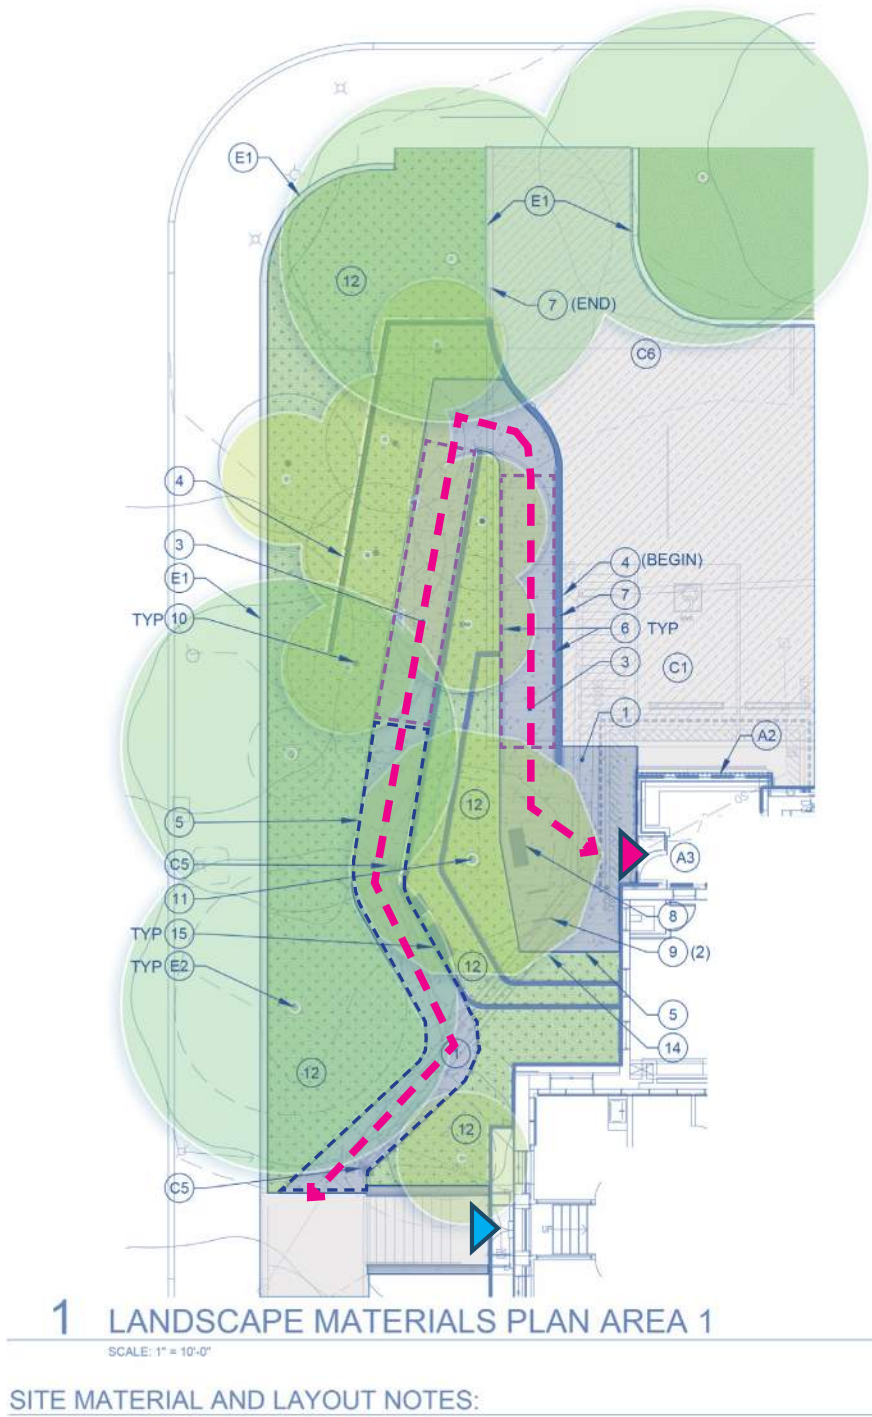 E1
E1
12
7 (END)
C6
4
3
E1
TYP 10
4 (BEGIN)
7
6 TYP
3
C1
1
A2
5
12
C5
11
A3
8
TYP 15
9 (2)
TYP E2
12
5
14
1
12
12
C5
UP
1 LANDSCAPE MATERIALS PLAN AREA 1
SCALE: 1" = 10'-0"
SITE MATERIAL AND LAYOUT NOTES: